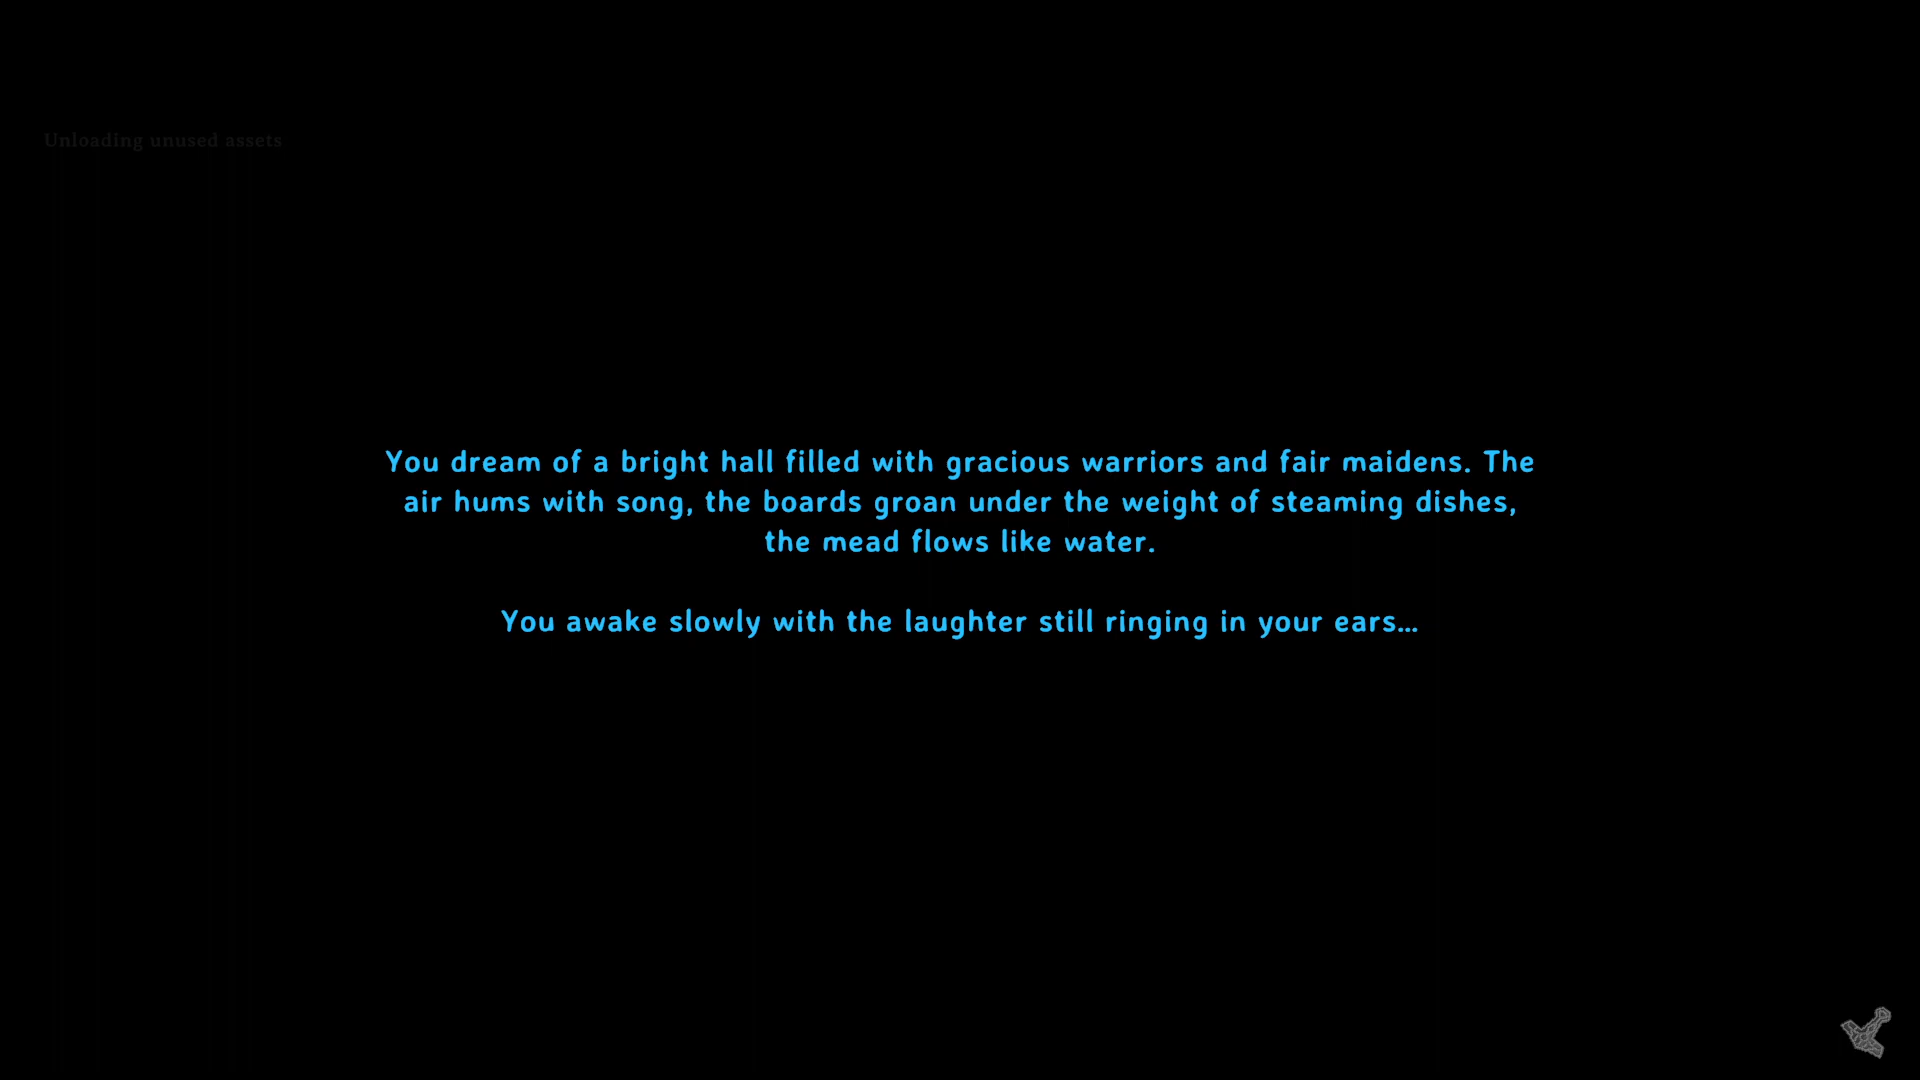 Unloading unused assets
You dream of a bright hall filled with gracious warriors and fair maidens. The
air hums with song, the boards groan under the weight of steaming dishes,
the mead flows like water.
You awake slowly with the laughter still ringing in your ears...